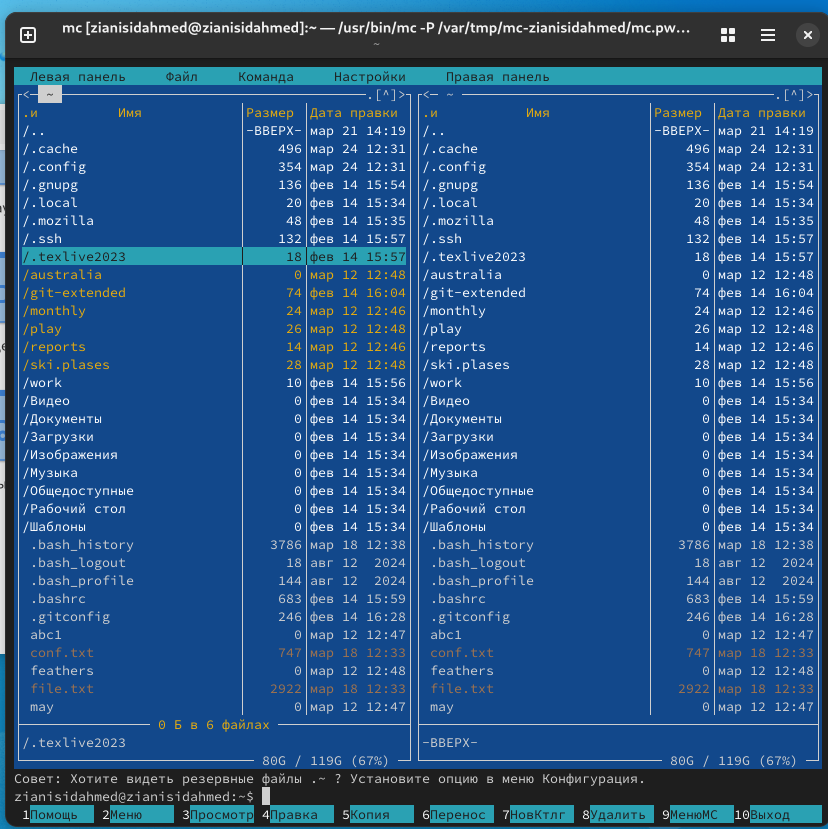 mc [zianisidahmed@zianisidahmed]:~ — /usr/bin/mc -P /var/tmp/mc-zianisidahmed/mc.pw…
~
Левая панель Файл Команда Настройки Правая панель
<─ ~ .[^]> <─ ~ .[^]>
.и Имя Размер Дата правки .и Имя Размер Дата правки
/.. -ВВЕРХ- мар 21 14:19 /.. -ВВЕРХ- мар 21 14:19
/.cache 496 мар 24 12:31 /.cache 496 мар 24 12:31
/.config 354 мар 24 12:31 /.config 354 мар 24 12:31
/.gnupg 136 фев 14 15:54 /.gnupg 136 фев 14 15:54
/.local 20 фев 14 15:34 /.local 20 фев 14 15:34
/.mozilla 48 фев 14 15:35 /.mozilla 48 фев 14 15:35
/.ssh 132 фев 14 15:57 /.ssh 132 фев 14 15:57
/.texlive2023 18 фев 14 15:57 /.texlive2023 18 фев 14 15:57
/australia 0 мар 12 12:48 /australia 0 мар 12 12:48
/git-extended 74 фев 14 16:04 /git-extended 74 фев 14 16:04
/monthly 24 мар 12 12:46 /monthly 24 мар 12 12:46
/play 26 мар 12 12:48 /play 26 мар 12 12:48
/reports 14 мар 12 12:46 /reports 14 мар 12 12:46
/ski.plases 28 мар 12 12:48 /ski.plases 28 мар 12 12:48
/work 10 фев 14 15:56 /work 10 фев 14 15:56
/Видео 0 фев 14 15:34 /Видео 0 фев 14 15:34
/Документы 0 фев 14 15:34 /Документы 0 фев 14 15:34
/Загрузки 0 фев 14 15:34 /Загрузки 0 фев 14 15:34
/Изображения 0 фев 14 15:34 /Изображения 0 фев 14 15:34
/Музыка 0 фев 14 15:34 /Музыка 0 фев 14 15:34
/Общедоступные 0 фев 14 15:34 /Общедоступные 0 фев 14 15:34
/Рабочий стол 0 фев 14 15:34 /Рабочий стол 0 фев 14 15:34
/Шаблоны 0 фев 14 15:34 /Шаблоны 0 фев 14 15:34
.bash_history 3786 мар 18 12:38 .bash_history 3786 мар 18 12:38
.bash_logout 18 авг 12 2024 .bash_logout 18 авг 12 2024
.bash_profile 144 авг 12 2024 .bash_profile 144 авг 12 2024
.bashrc 683 фев 14 15:59 .bashrc 683 фев 14 15:59
.gitconfig 246 фев 14 16:28 .gitconfig 246 фев 14 16:28
abc1 0 мар 12 12:47 abc1 0 мар 12 12:47
conf.txt 747 мар 18 12:33 conf.txt 747 мар 18 12:33
feathers 0 мар 12 12:48 feathers 0 мар 12 12:48
file.txt 2922 мар 18 12:33 file.txt 2922 мар 18 12:33
may 0 мар 12 12:47 may 0 мар 12 12:47
0 Б в 6 файлах
/.texlive2023 -ВВЕРХ-
80G / 119G (67%) 80G / 119G (67%)
Совет: Хотите видеть резервные файлы .~ ? Установите опцию в меню Конфигурация.
zianisidahmed@zianisidahmed:~$
1Помощь 2Меню 3Просмотр 4Правка 5Копия 6Перенос 7НовКтлг 8Удалить 9МенюМС 10Выход